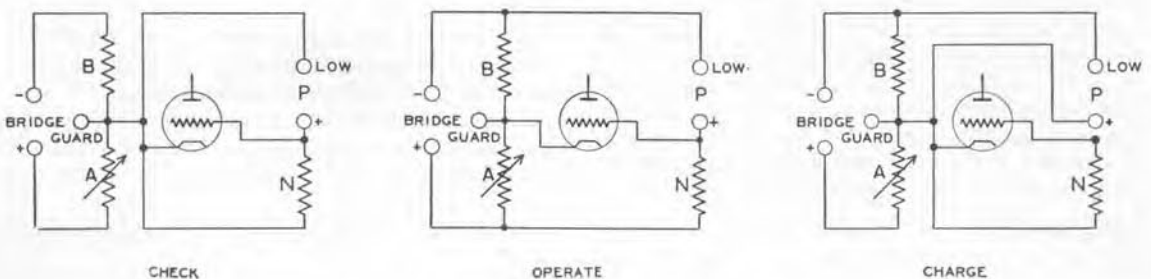 B
LOW
P
-
BRIDGE
GUARD
+
+
A
N
CHECK
B
LOW.
P
-
BRIDGE
GUARD
+
+
A
N
OPERATE
B
LOW
P
-
BRIDGE
GUARD
+
+
A
N
CHARGE